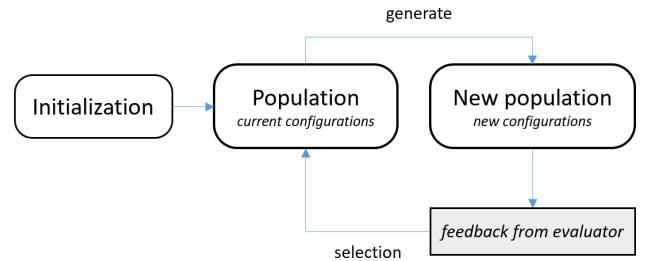 generate
Initialization
Population
current configurations
New population
new configurations
feedback from evaluator
selection